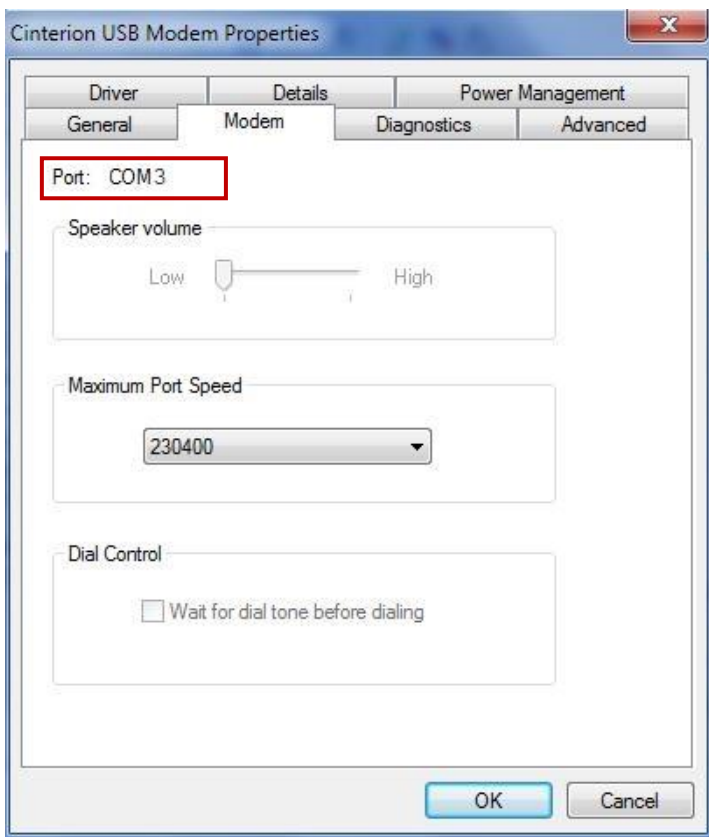 Cinterion USB Modem Properties
Driver Details Power Management
General Modem Diagnostics Advanced
Port: COM3
Speaker volume
Low High
Maximum Port Speed
230400
Dial Control
Wait for dial tone before dialing
OK Cancel